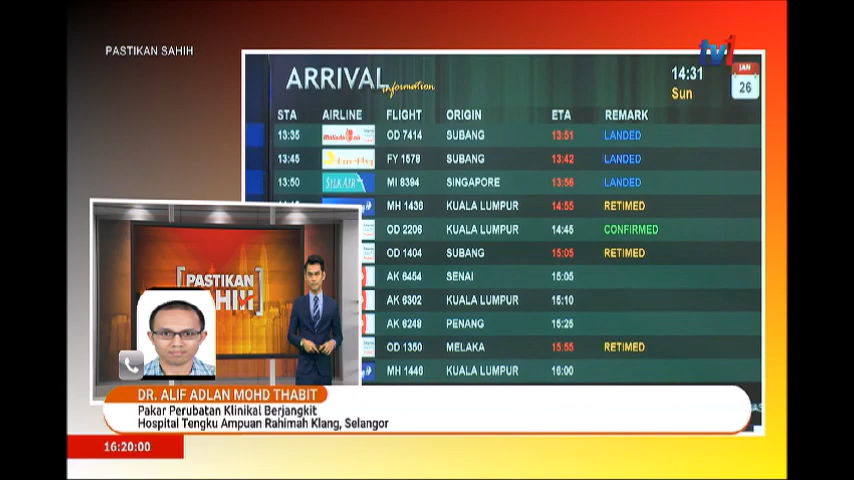 PASTIKAN SAHIH
tv1
ARRIVAL information
14:31
Sun
JAN
26
STA AIRLINE FLIGHT ORIGIN ETA REMARK
13:35 OD 7414 SUBANG 13:51 LANDED
13:45 FY 1579 SUBANG 13:42 LANDED
13:50 SILKAIR MI 8394 SINGAPORE 13:56 LANDED
MH 1436 KUALA LUMPUR 14:55 RETIMED
OD 2206 KUALA LUMPUR 14:45 CONFIRMED
OD 1404 SUBANG 15:05 RETIMED
AK 6454 SENAI 15:05
AK 6302 KUALA LUMPUR 15:10
AK 6248 PENANG 15:25
OD 1350 MELAKA 15:55 RETIMED
MH 1446 KUALA LUMPUR 16:00
[PASTIKAN
SAHIH]
DR. ALIF ADLAN MOHD THABIT
Pakar Perubatan Klinikal Berjangkit
Hospital Tengku Ampuan Rahimah Klang, Selangor
16:20:00